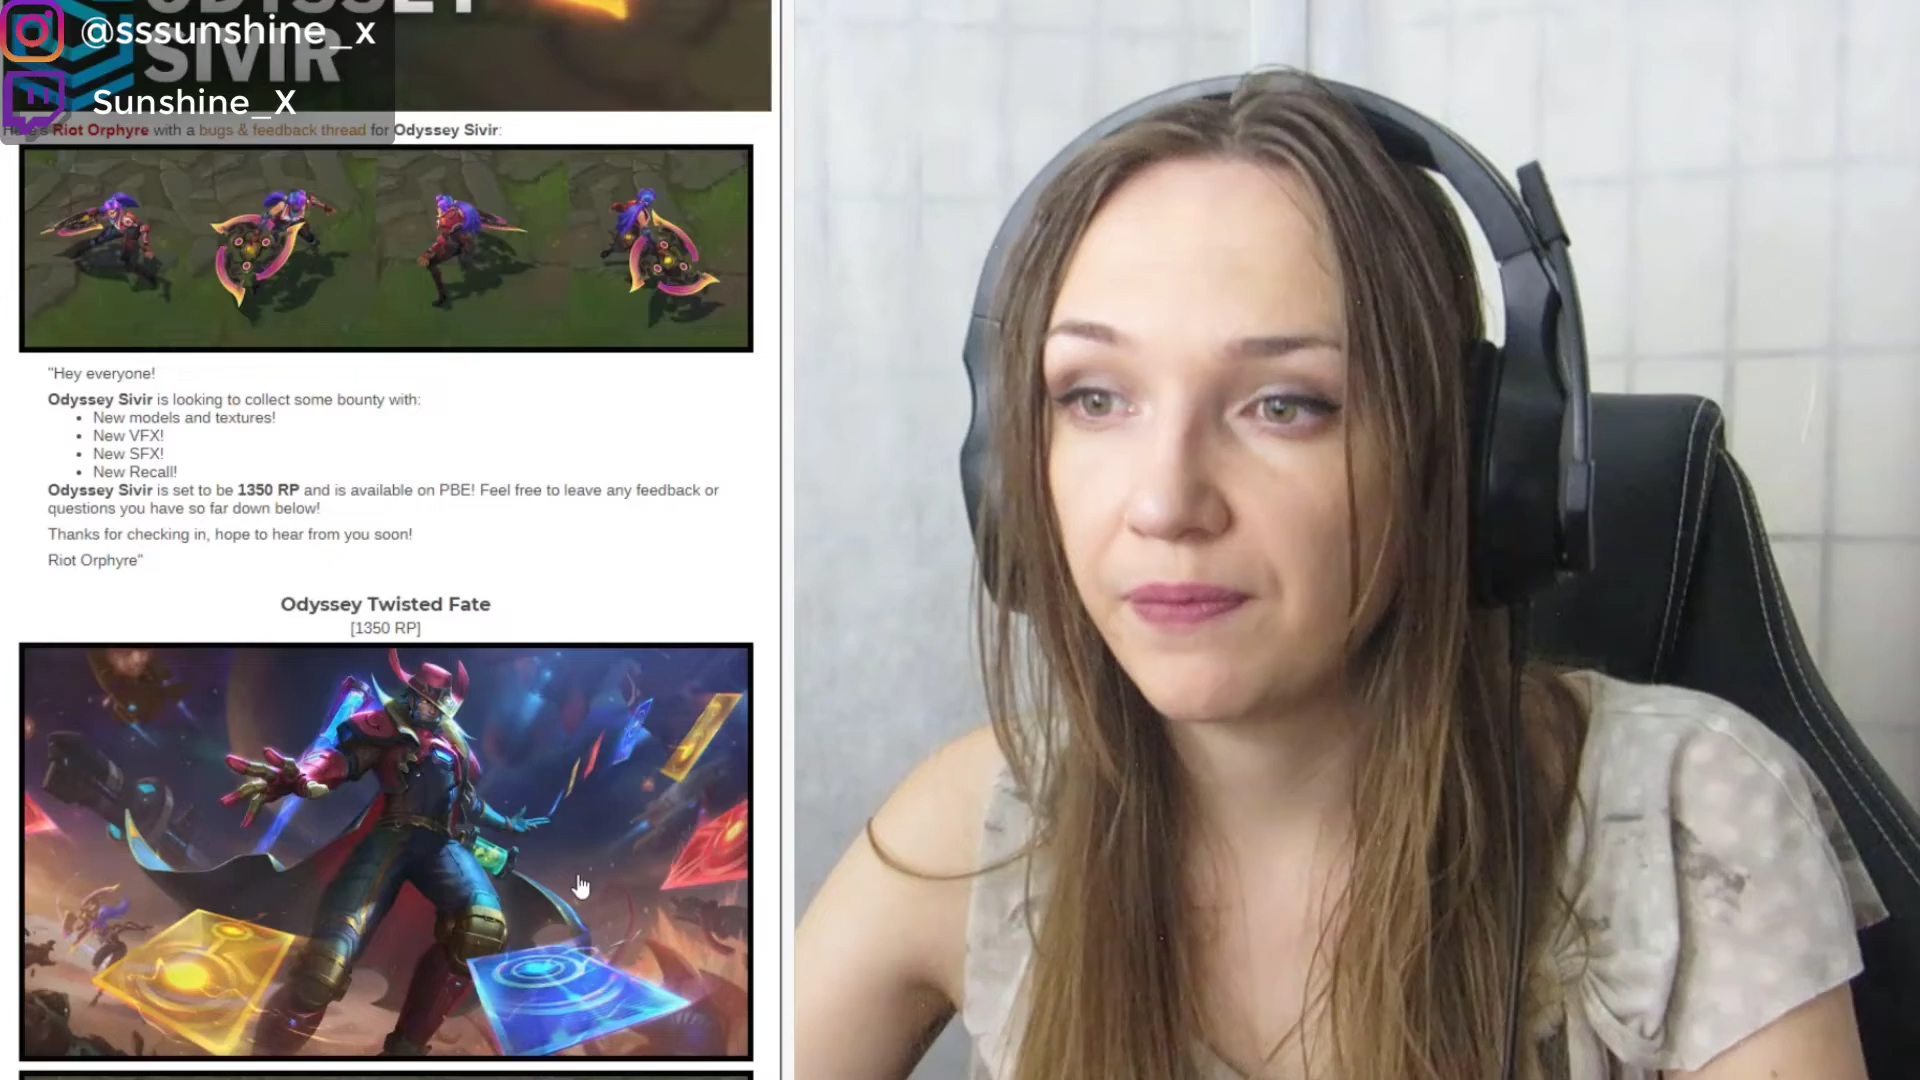 ODYSSEY
@sssunshine_x
SIVIR
Sunshine_X
Here's Riot Orphyre with a bugs & feedback thread for Odyssey Sivir:
"Hey everyone!
Odyssey Sivir is looking to collect some bounty with:
• New models and textures!
• New VFX!
• New SFX!
• New Recall!
Odyssey Sivir is set to be 1350 RP and is available on PBE! Feel free to leave any feedback or
questions you have so far down below!
Thanks for checking in, hope to hear from you soon!
Riot Orphyre"
Odyssey Twisted Fate
[1350 RP]